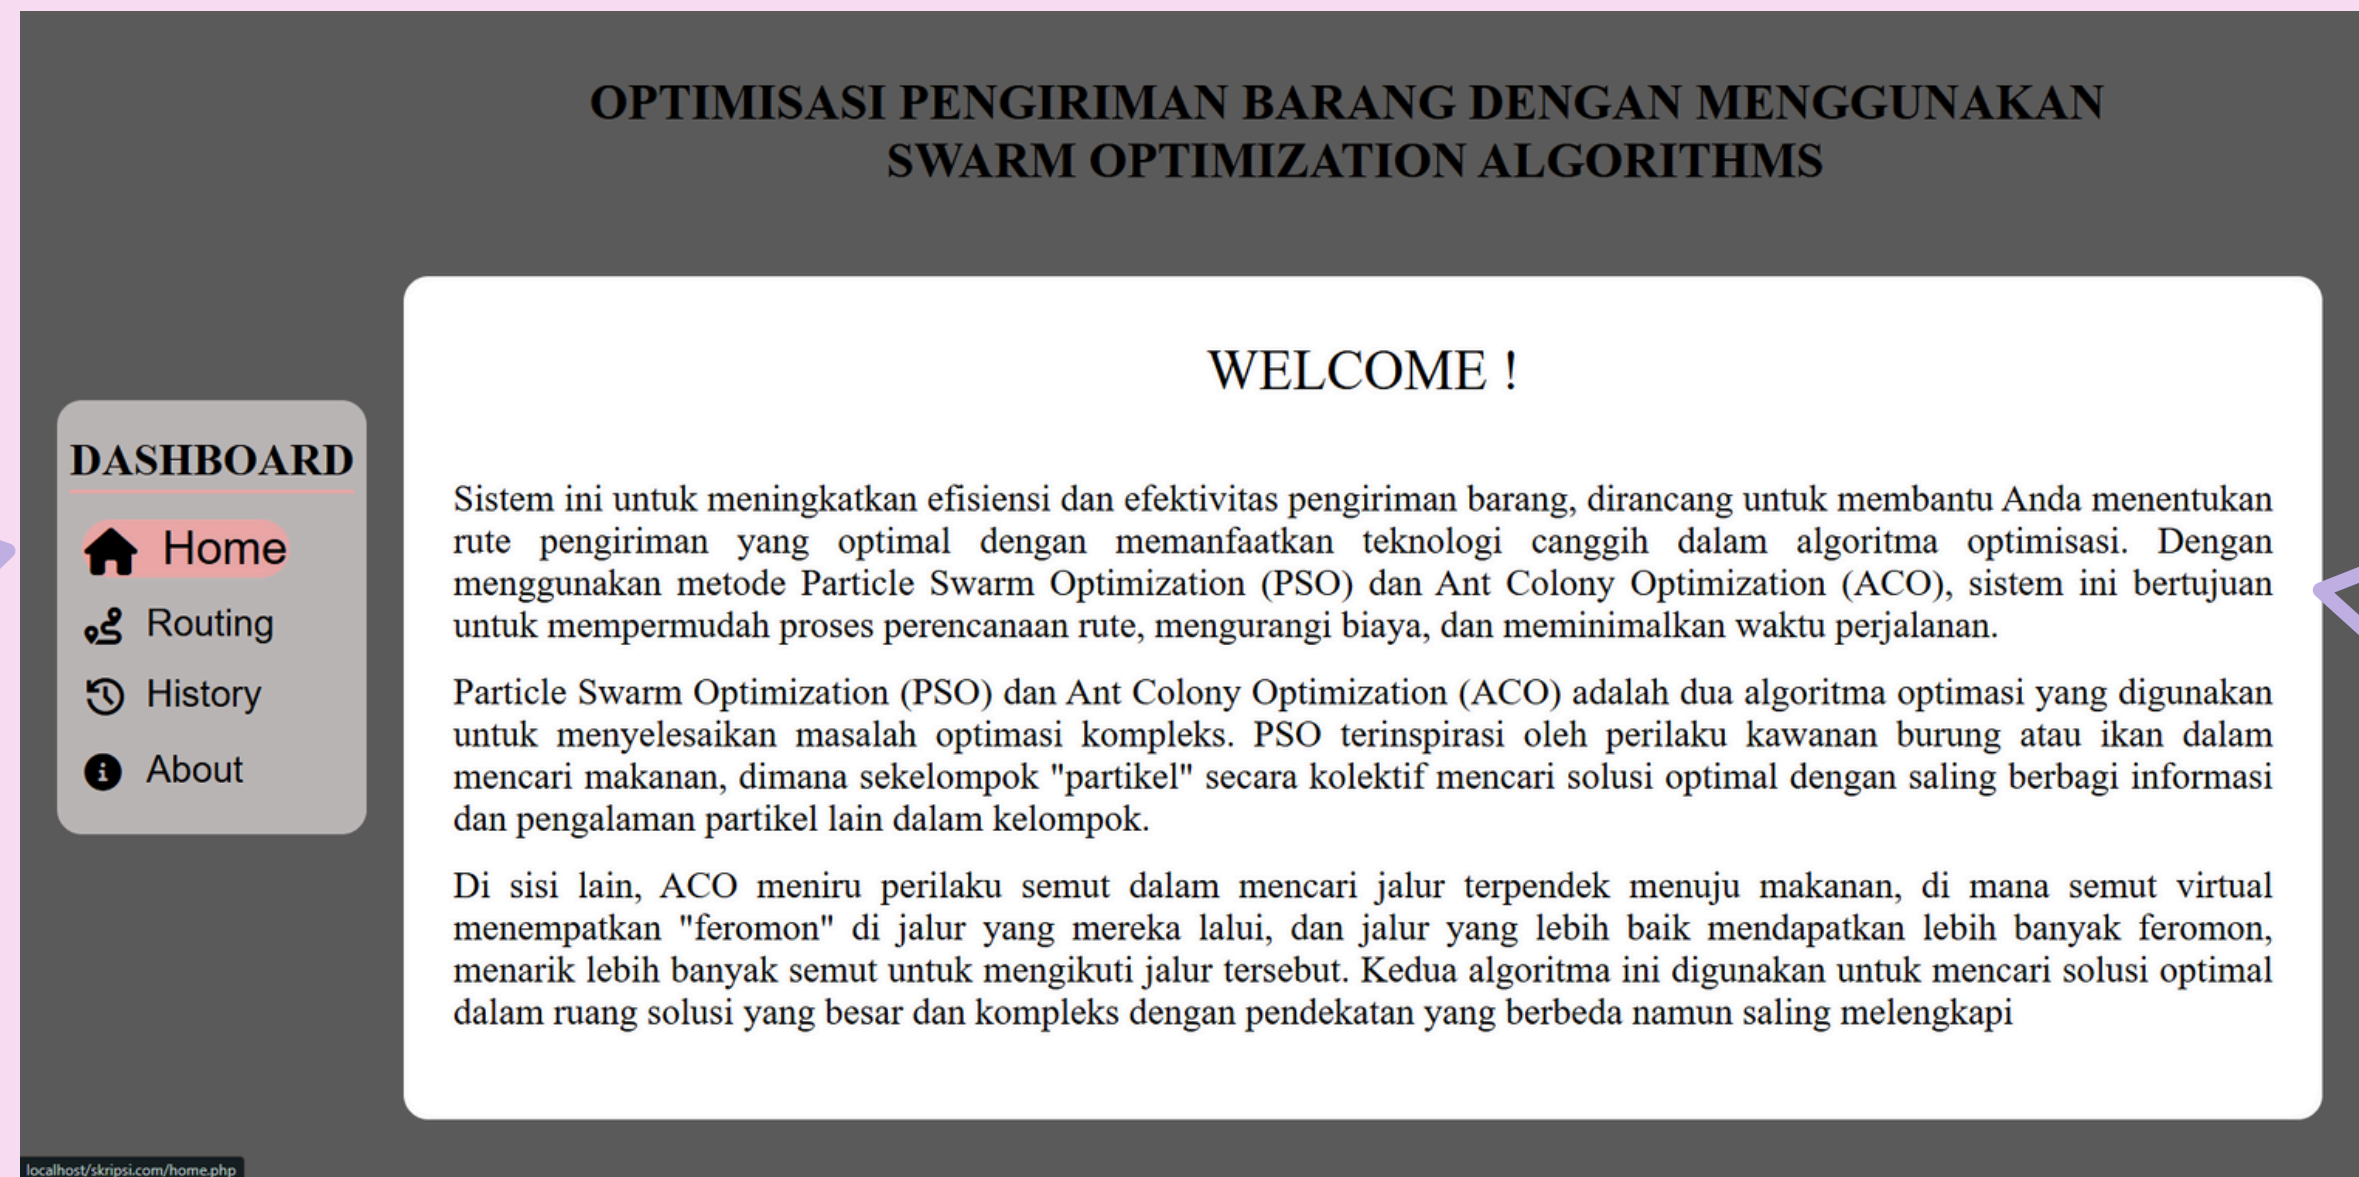 OPTIMISASI PENGIRIMAN BARANG DENGAN MENGGUNAKAN
SWARM OPTIMIZATION ALGORITHMS
DASHBOARD
Home
Routing
History
About
WELCOME !
Sistem ini untuk meningkatkan efisiensi dan efektivitas pengiriman barang, dirancang untuk membantu Anda menentukan
rute pengiriman yang optimal dengan memanfaatkan teknologi canggih dalam algoritma optimisasi. Dengan
menggunakan metode Particle Swarm Optimization (PSO) dan Ant Colony Optimization (ACO), sistem ini bertujuan
untuk mempermudah proses perencanaan rute, mengurangi biaya, dan meminimalkan waktu perjalanan.
Particle Swarm Optimization (PSO) dan Ant Colony Optimization (ACO) adalah dua algoritma optimasi yang digunakan
untuk menyelesaikan masalah optimasi kompleks. PSO terinspirasi oleh perilaku kawanan burung atau ikan dalam
mencari makanan, dimana sekelompok "partikel" secara kolektif mencari solusi optimal dengan saling berbagi informasi
dan pengalaman partikel lain dalam kelompok.
Di sisi lain, ACO meniru perilaku semut dalam mencari jalur terpendek menuju makanan, di mana semut virtual
menempatkan "feromon" di jalur yang mereka lalui, dan jalur yang lebih baik mendapatkan lebih banyak feromon,
menarik lebih banyak semut untuk mengikuti jalur tersebut. Kedua algoritma ini digunakan untuk mencari solusi optimal
dalam ruang solusi yang besar dan kompleks dengan pendekatan yang berbeda namun saling melengkapi
localhost/skripsi.com/home.php